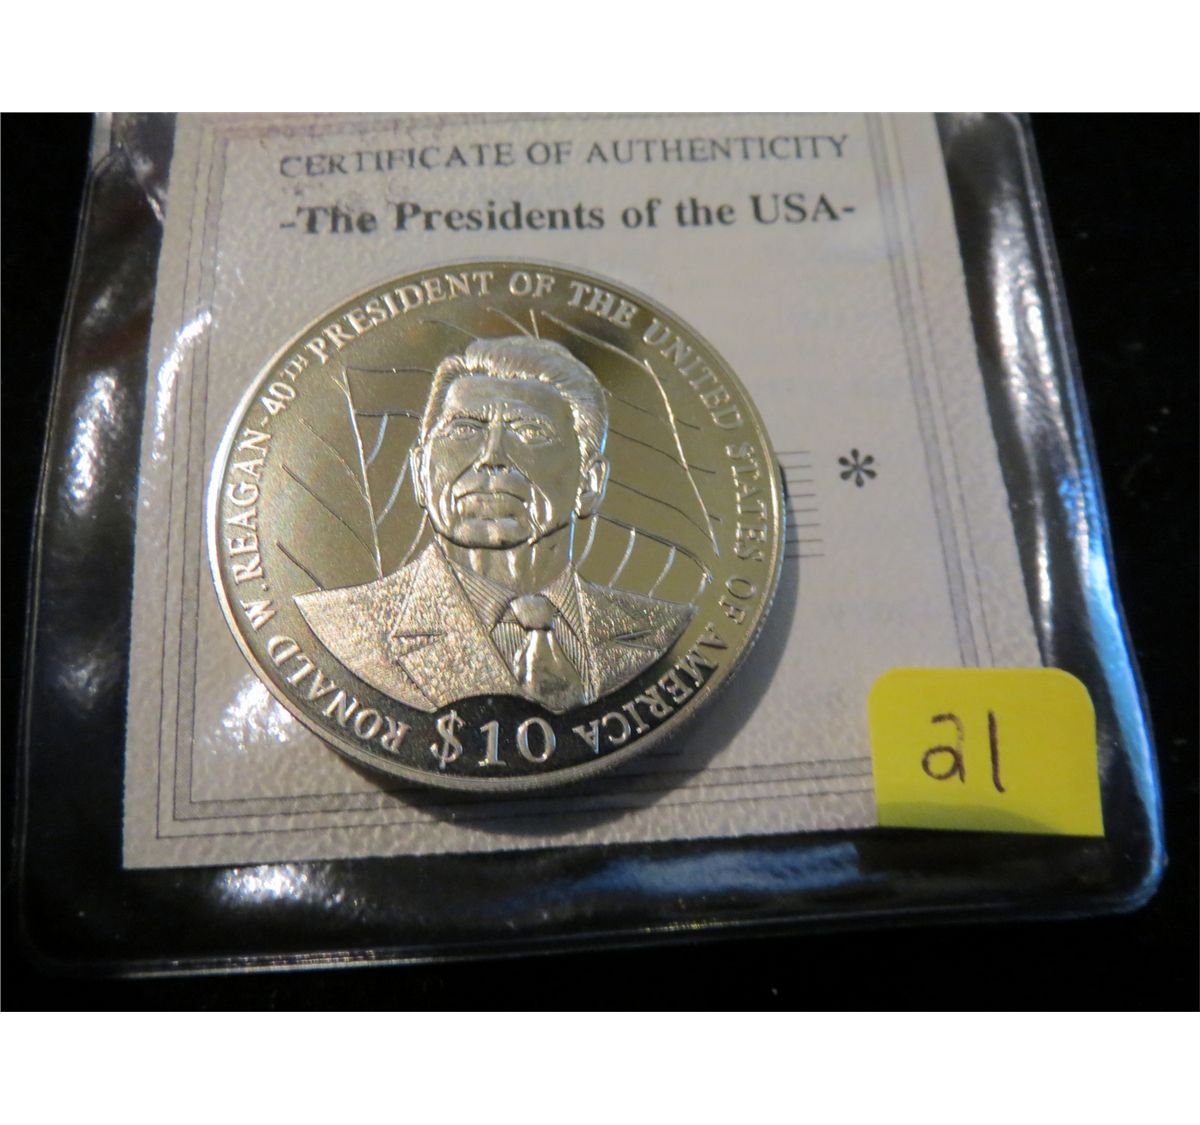 CERTIFICATE OF AUTHENTICITY
-The Presidents of the USA-
RONALD W. REAGAN - 40TH PRESIDENT OF THE UNITED STATES OF AMERICA
$10
*
21